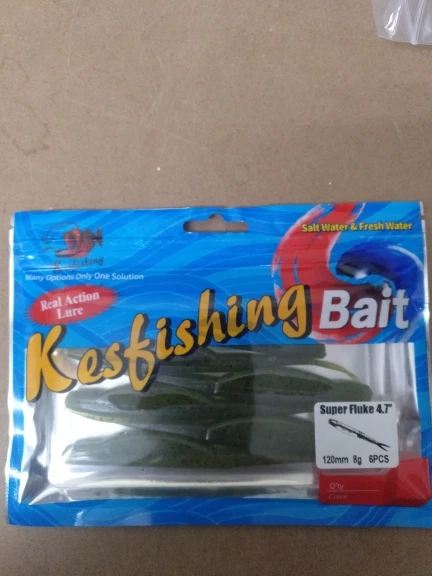 Salt Water & Fresh Water
Many Options Only One Solution
Real Action
Lure
Kesfishing
Bait
Super Fluke 4.7"
120mm 8g 6PCS
Q'ty
Color